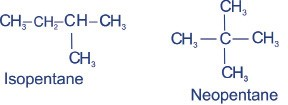 CH₃–CH₂–CH–CH₃
CH₃
Isopentane
CH₃
CH₃–C–CH₃
CH₃
Neopentane